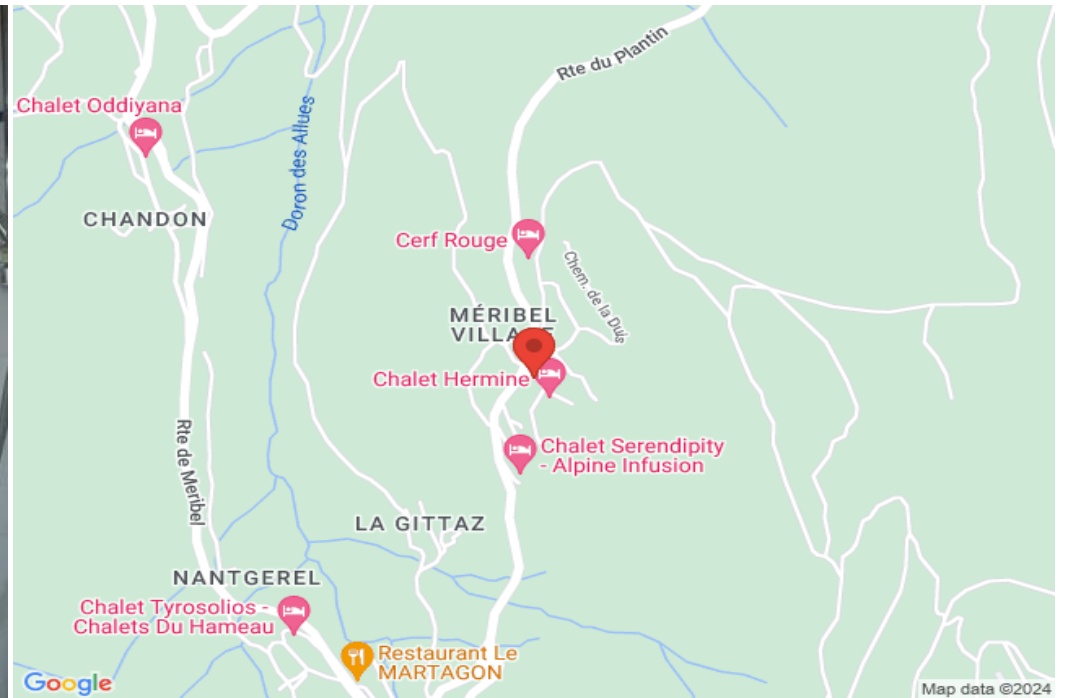 Rte du Plantin
Chalet Oddiyana
Doron des Allues
CHANDON
Cerf Rouge
Chem. de la Duis
MÉRIBEL
Chalet Hermine
Chalet Serendipity
- Alpine Infusion
Rte de Meribel
LA GITTAZ
NANTGEREL
Chalet Tyrosolios -
Chalets Du Hameau
Restaurant Le
MARTAGON
Google
Map data ©2024